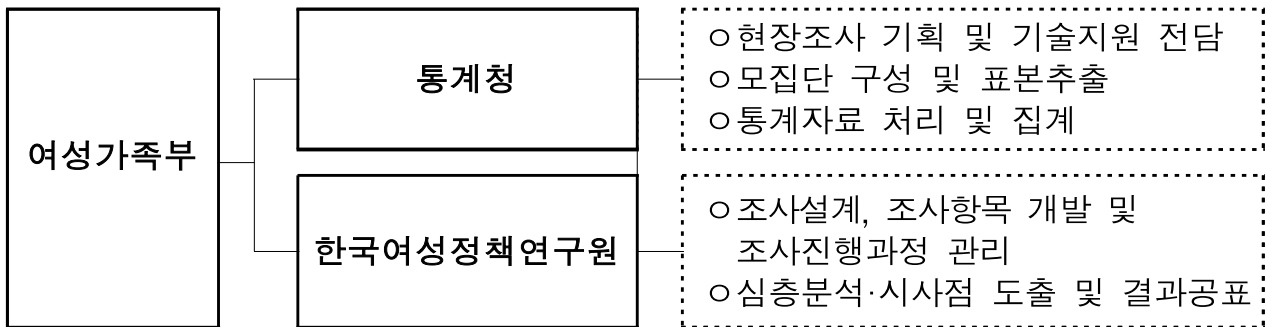 여성가족부
통계청
ㅇ현장조사 기획 및 기술지원 전담
ㅇ모집단 구성 및 표본추출
ㅇ통계자료 처리 및 집계
한국여성정책연구원
ㅇ조사설계, 조사항목 개발 및
조사진행과정 관리
ㅇ심층분석·시사점 도출 및 결과공표